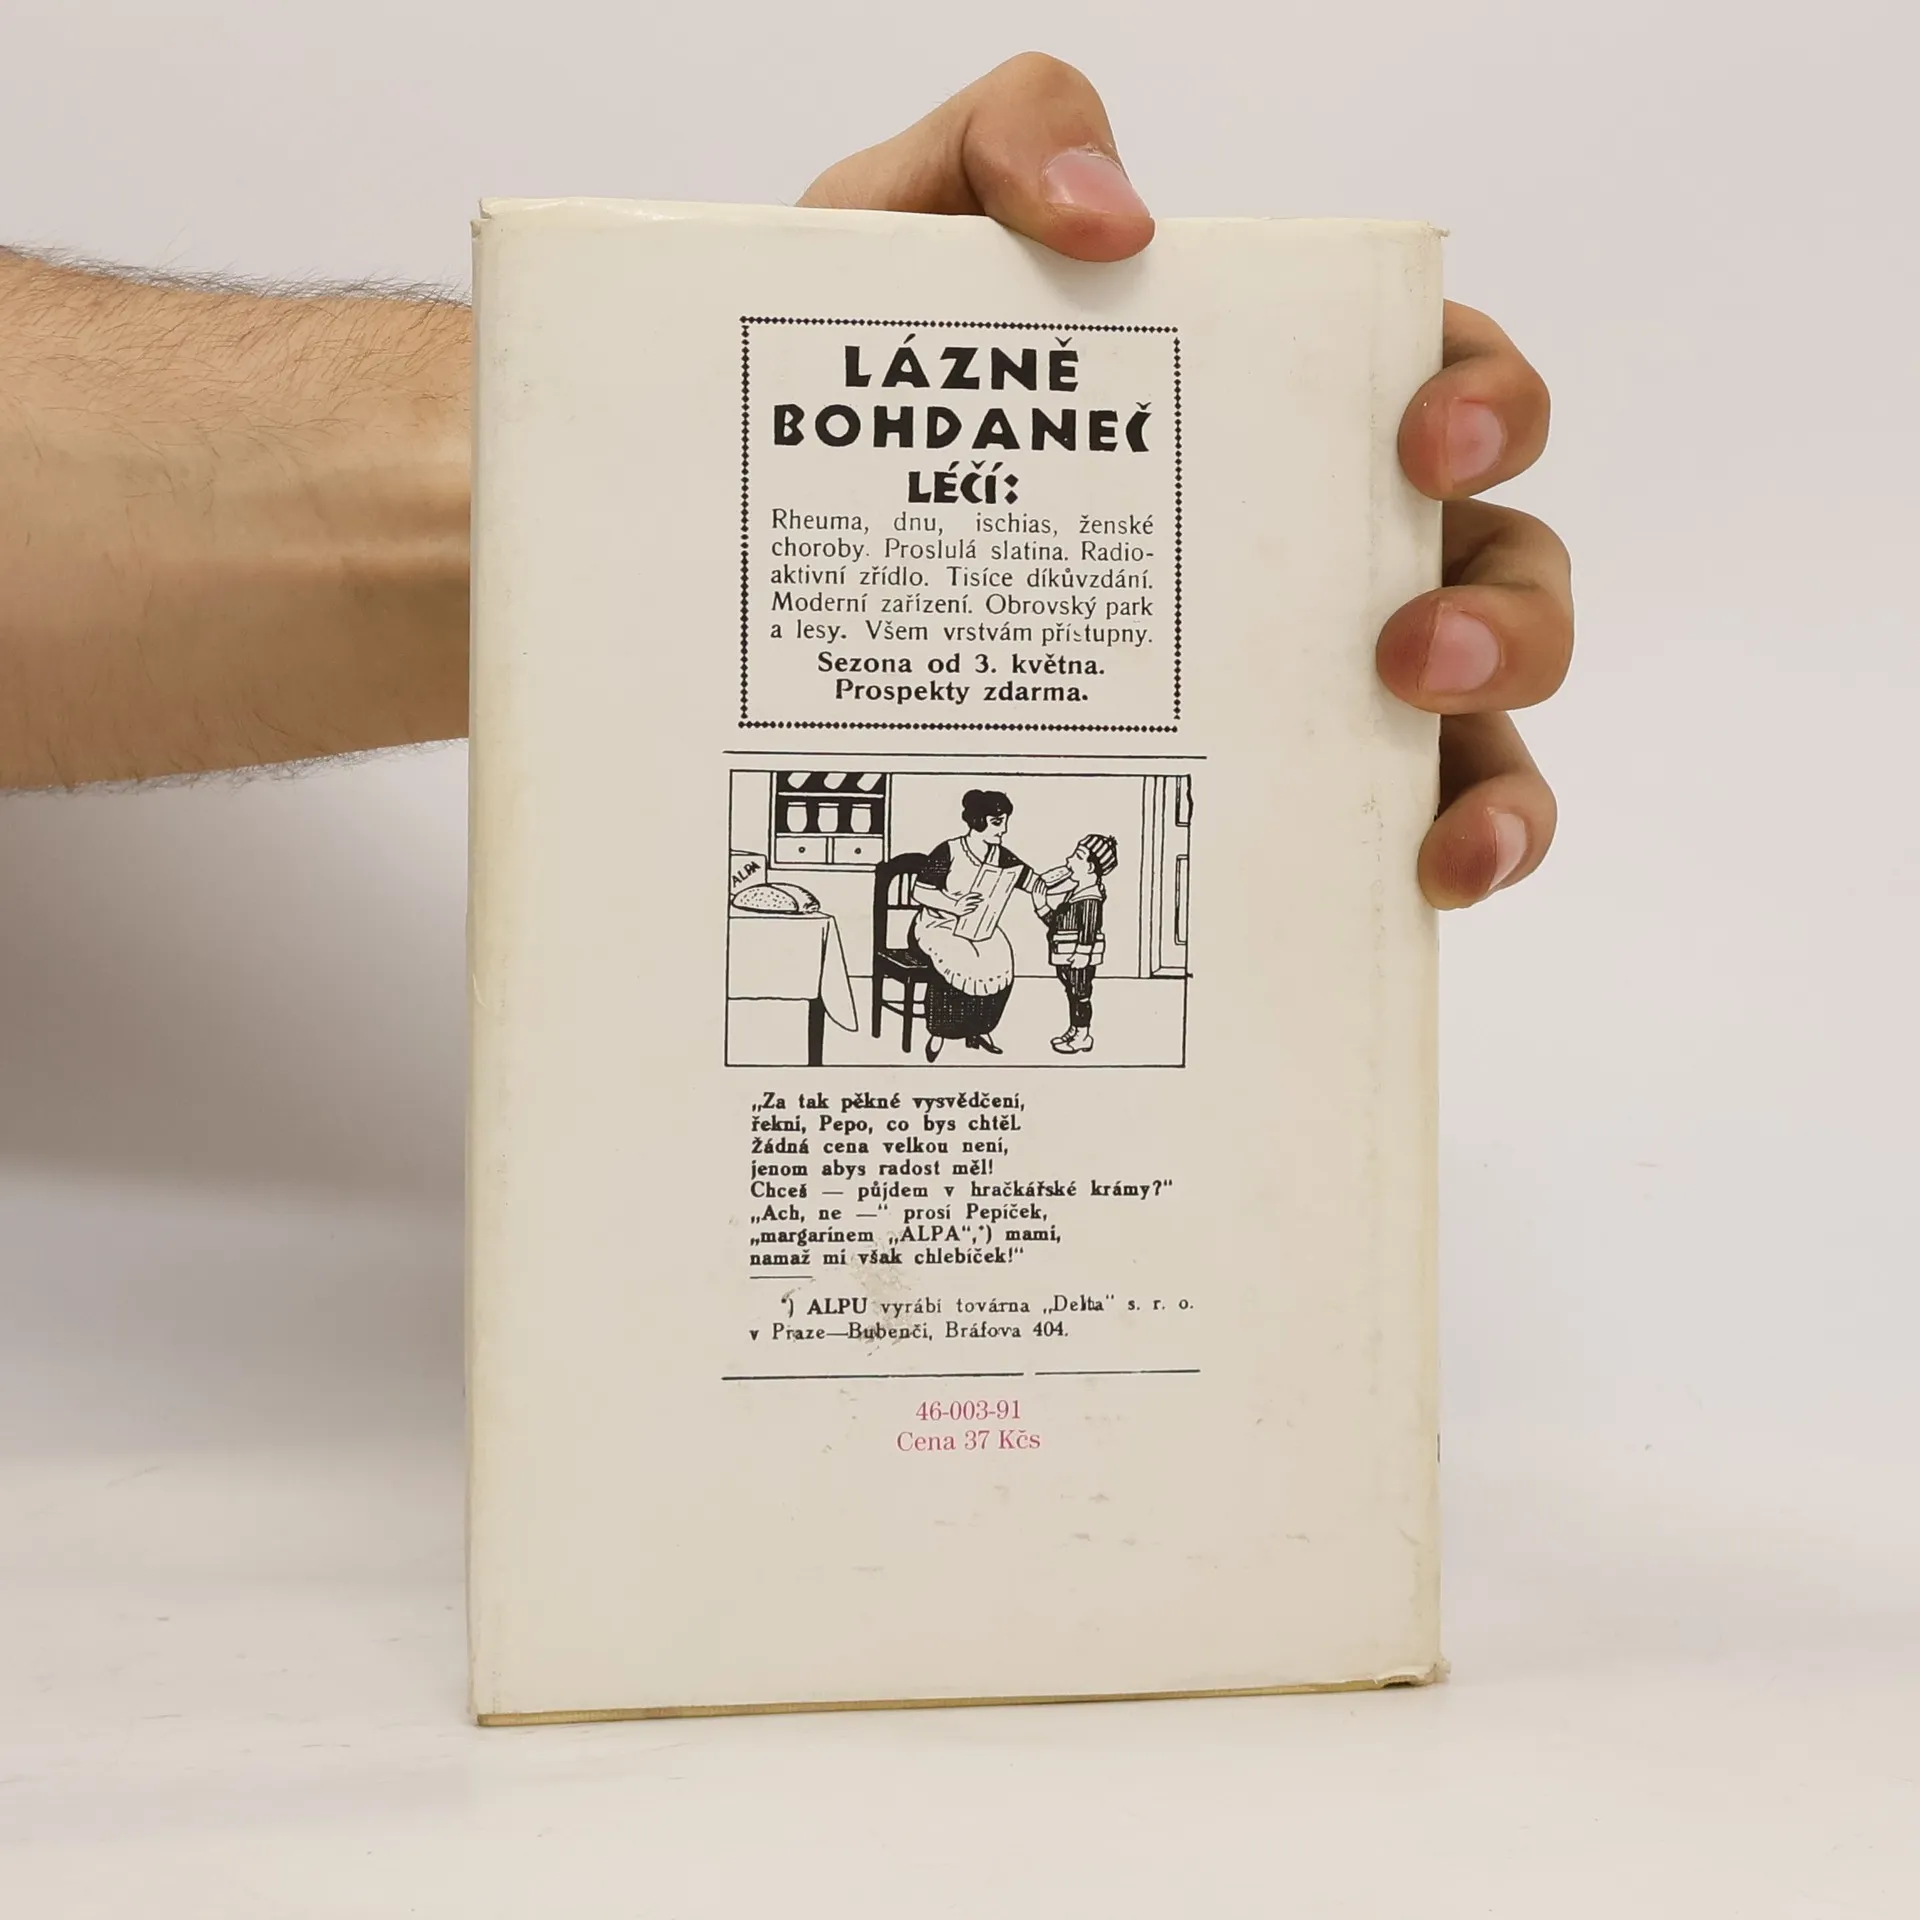 LÁZNĚ
BOHDANEČ
LÉČÍ:
Rheuma, dnu, ischias, ženské
choroby. Proslulá slatina. Radio-
aktivní zřídlo. Tisíce díkůvzdání.
Moderní zařízení. Obrovský park
a lesy. Všem vrstvám přístupny.
Sezona od 3. května.
Prospekty zdarma.
ALPA
„Za tak pěkné vysvědčení,
řekni, Pepo, co bys chtěl.
Žádná cena velkou není,
jenom abys radost měl!
Chceš — půjdem v hračkářské krámy?"
„Ach, ne —" prosí Pepíček,
„margarinem „ALPA",*) mami,
namaž mi však chlebíček!"
*) ALPU vyrábí továrna „Delta" s. r. o.
v Praze—Bubenči, Bráfova 404.
46-003-91
Cena 37 Kčs